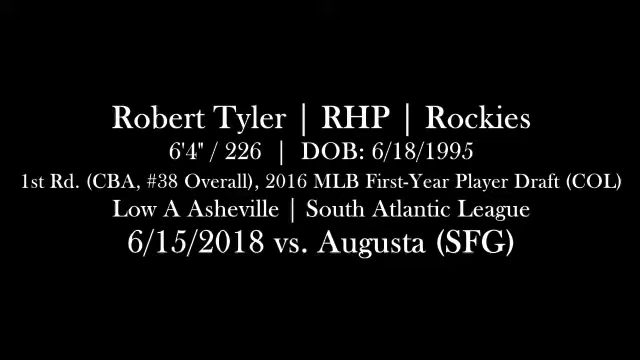 Robert Tyler | RHP | Rockies
6'4" / 226 | DOB: 6/18/1995
1st Rd. (CBA, #38 Overall), 2016 MLB First-Year Player Draft (COL)
Low A Asheville | South Atlantic League
6/15/2018 vs. Augusta (SFG)